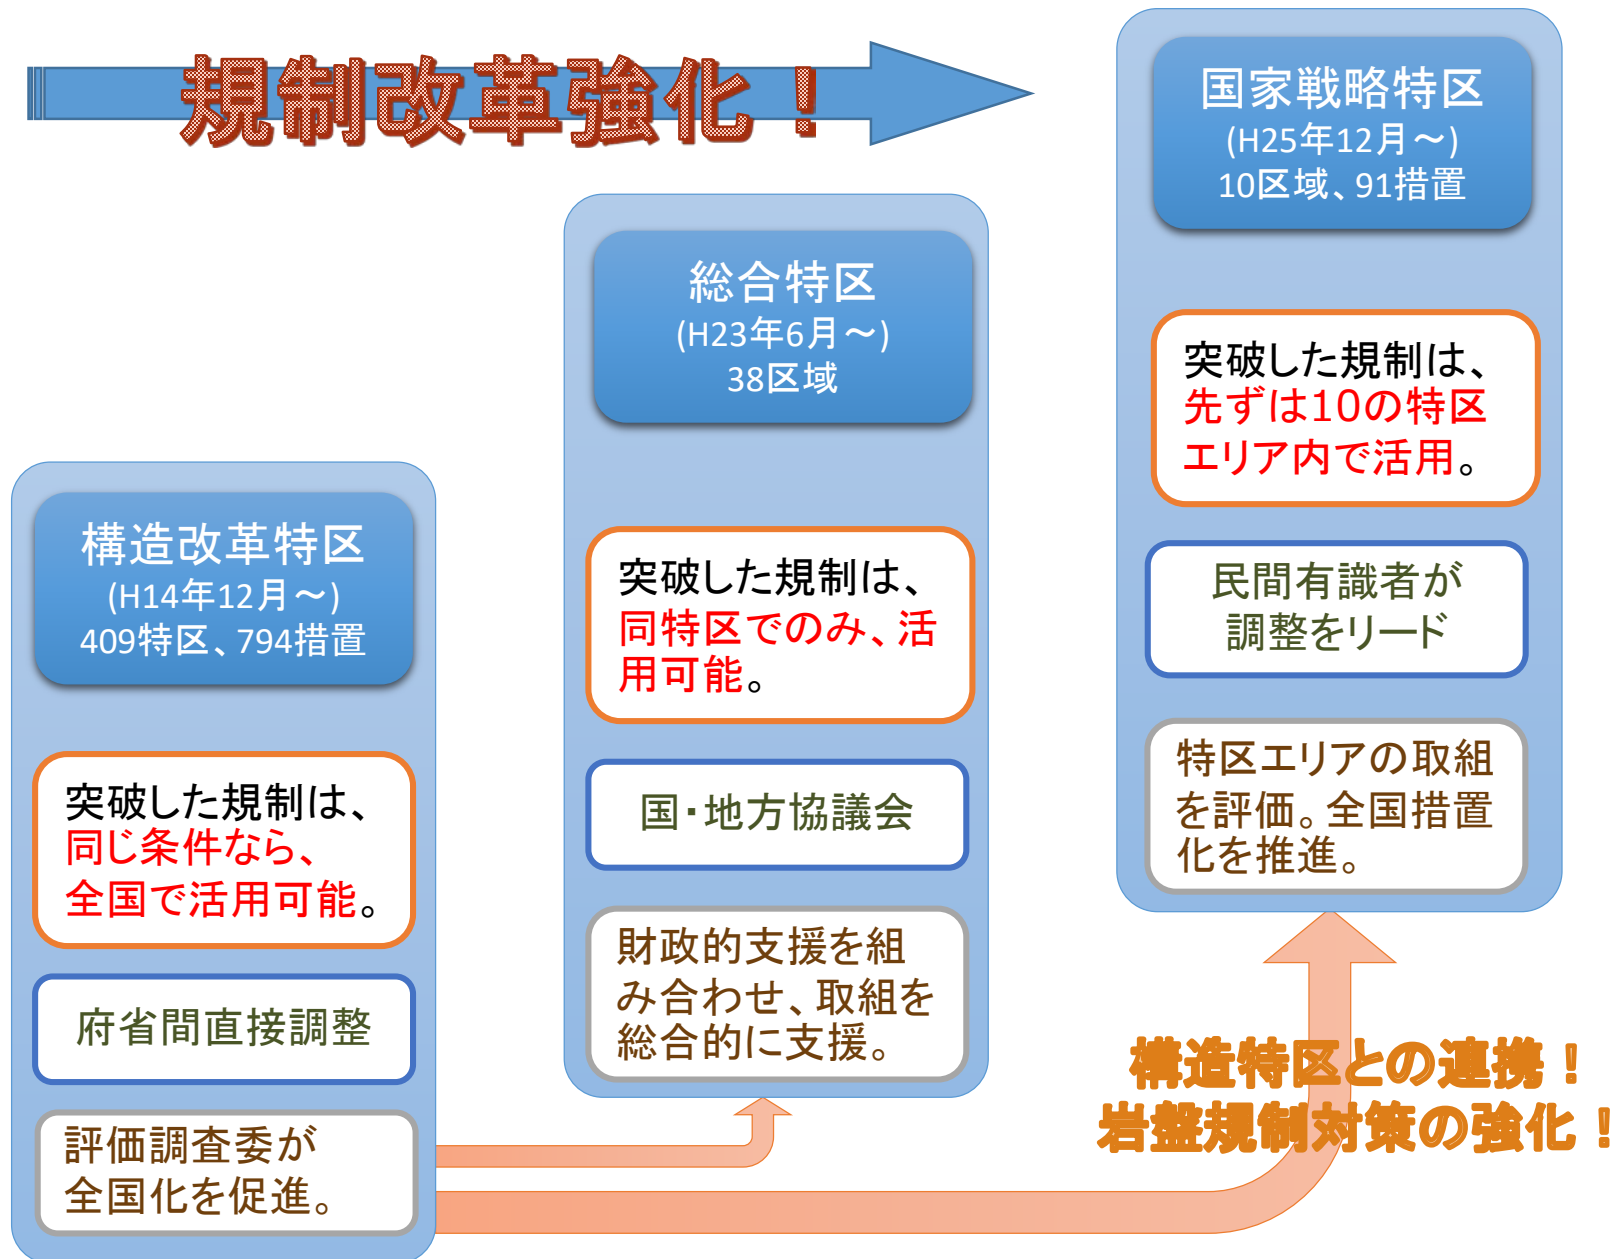 規制改革強化！
構造改革特区
(H14年12月～)
409特区、794措置
突破した規制は、
同じ条件なら、
全国で活用可能。
府省間直接調整
評価調査委が
全国化を促進。
総合特区
(H23年6月～)
38区域
突破した規制は、
同特区でのみ、活
用可能。
国・地方協議会
財政的支援を組
み合わせ、取組を
総合的に支援。
国家戦略特区
(H25年12月～)
10区域、91措置
突破した規制は、
先ずは10の特区
エリア内で活用。
民間有識者が
調整をリード
特区エリアの取組
を評価。全国措置
化を推進。
構造特区との連携！
岩盤規制対策の強化！